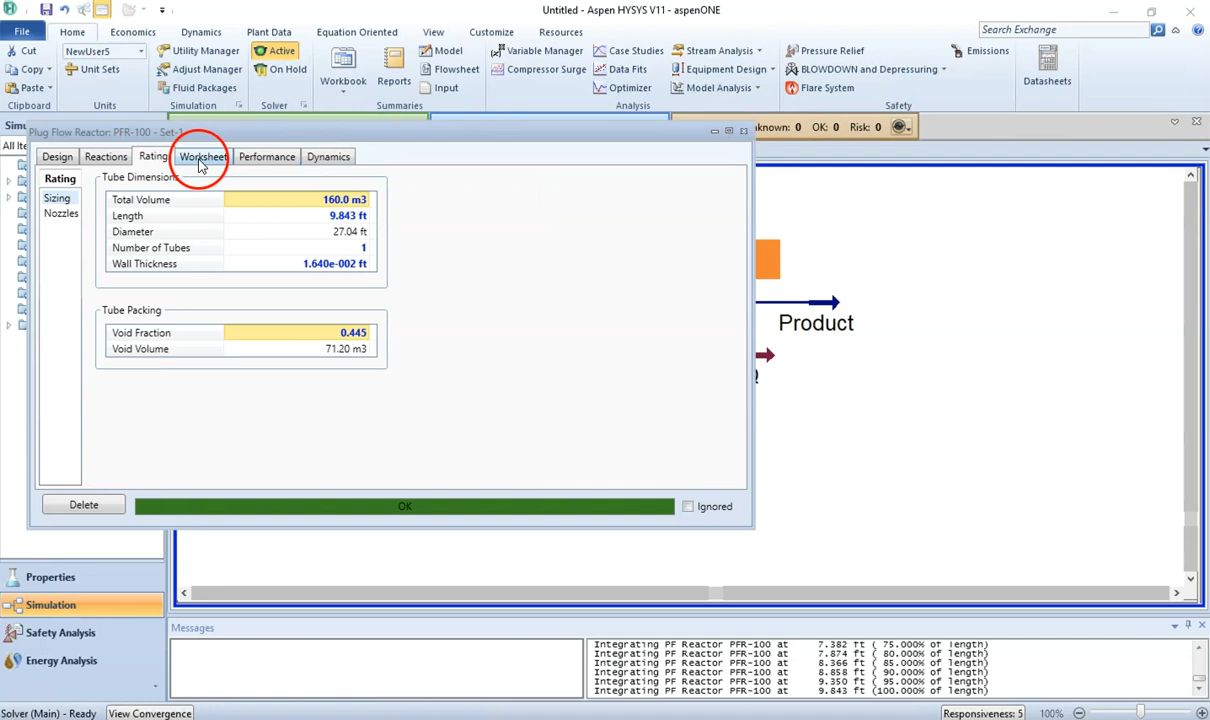 Untitled - Aspen HYSYS V11 - aspenONE
File Home Economics Dynamics Plant Data Equation Oriented View Customize Resources Search Exchange
Cut NewUser5 Utility Manager Active Model Variable Manager Case Studies Stream Analysis Pressure Relief Emissions
Copy Unit Sets Adjust Manager On Hold Workbook Reports Flowsheet Compressor Surge Data Fits Equipment Design BLOWDOWN and Depressuring Datasheets
Paste Fluid Packages Input Optimizer Model Analysis Flare System
Clipboard Units Simulation Solver Summaries Analysis Safety
Plug Flow Reactor: PFR-100 - Set-1
known: 0 OK: 0 Risk: 0
Design Reactions Rating Worksheet Performance Dynamics
Rating
Sizing
Nozzles
Tube Dimensions
Total Volume 160.0 m3
Length 9.843 ft
Diameter 27.04 ft
Number of Tubes 1
Wall Thickness 1.640e-002 ft
Tube Packing
Void Fraction 0.445
Void Volume 71.20 m3
Product
Delete OK Ignored
Properties
Simulation
Safety Analysis
Energy Analysis
Messages
Integrating PF Reactor PFR-100 at 7.382 ft ( 75.000% of length)
Integrating PF Reactor PFR-100 at 7.874 ft ( 80.000% of length)
Integrating PF Reactor PFR-100 at 8.366 ft ( 85.000% of length)
Integrating PF Reactor PFR-100 at 8.858 ft ( 90.000% of length)
Integrating PF Reactor PFR-100 at 9.350 ft ( 95.000% of length)
Integrating PF Reactor PFR-100 at 9.843 ft (100.000% of length)
Solver (Main) - Ready View Convergence Responsiveness: 5 100%